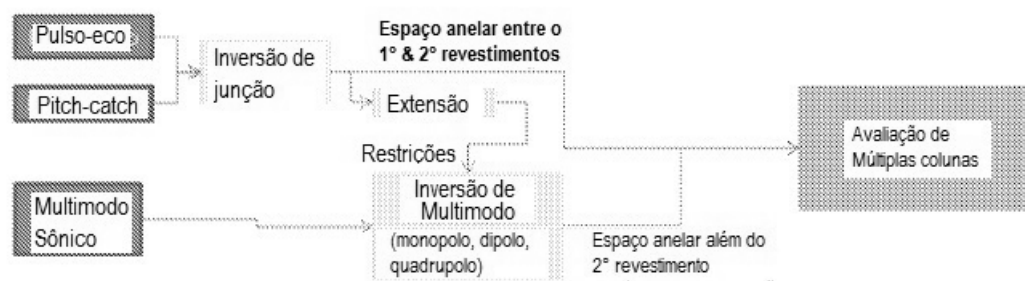 Pulso-eco
Pitch-catch
Inversão de
junção
Espaço anelar entre o
1° & 2° revestimentos
Extensão
Restrições
Multimodo
Sônico
Inversão de
Multimodo
(monopolo, dipolo,
quadrupolo)
Espaço anelar além do
2° revestimento
Avaliação de
Múltiplas colunas